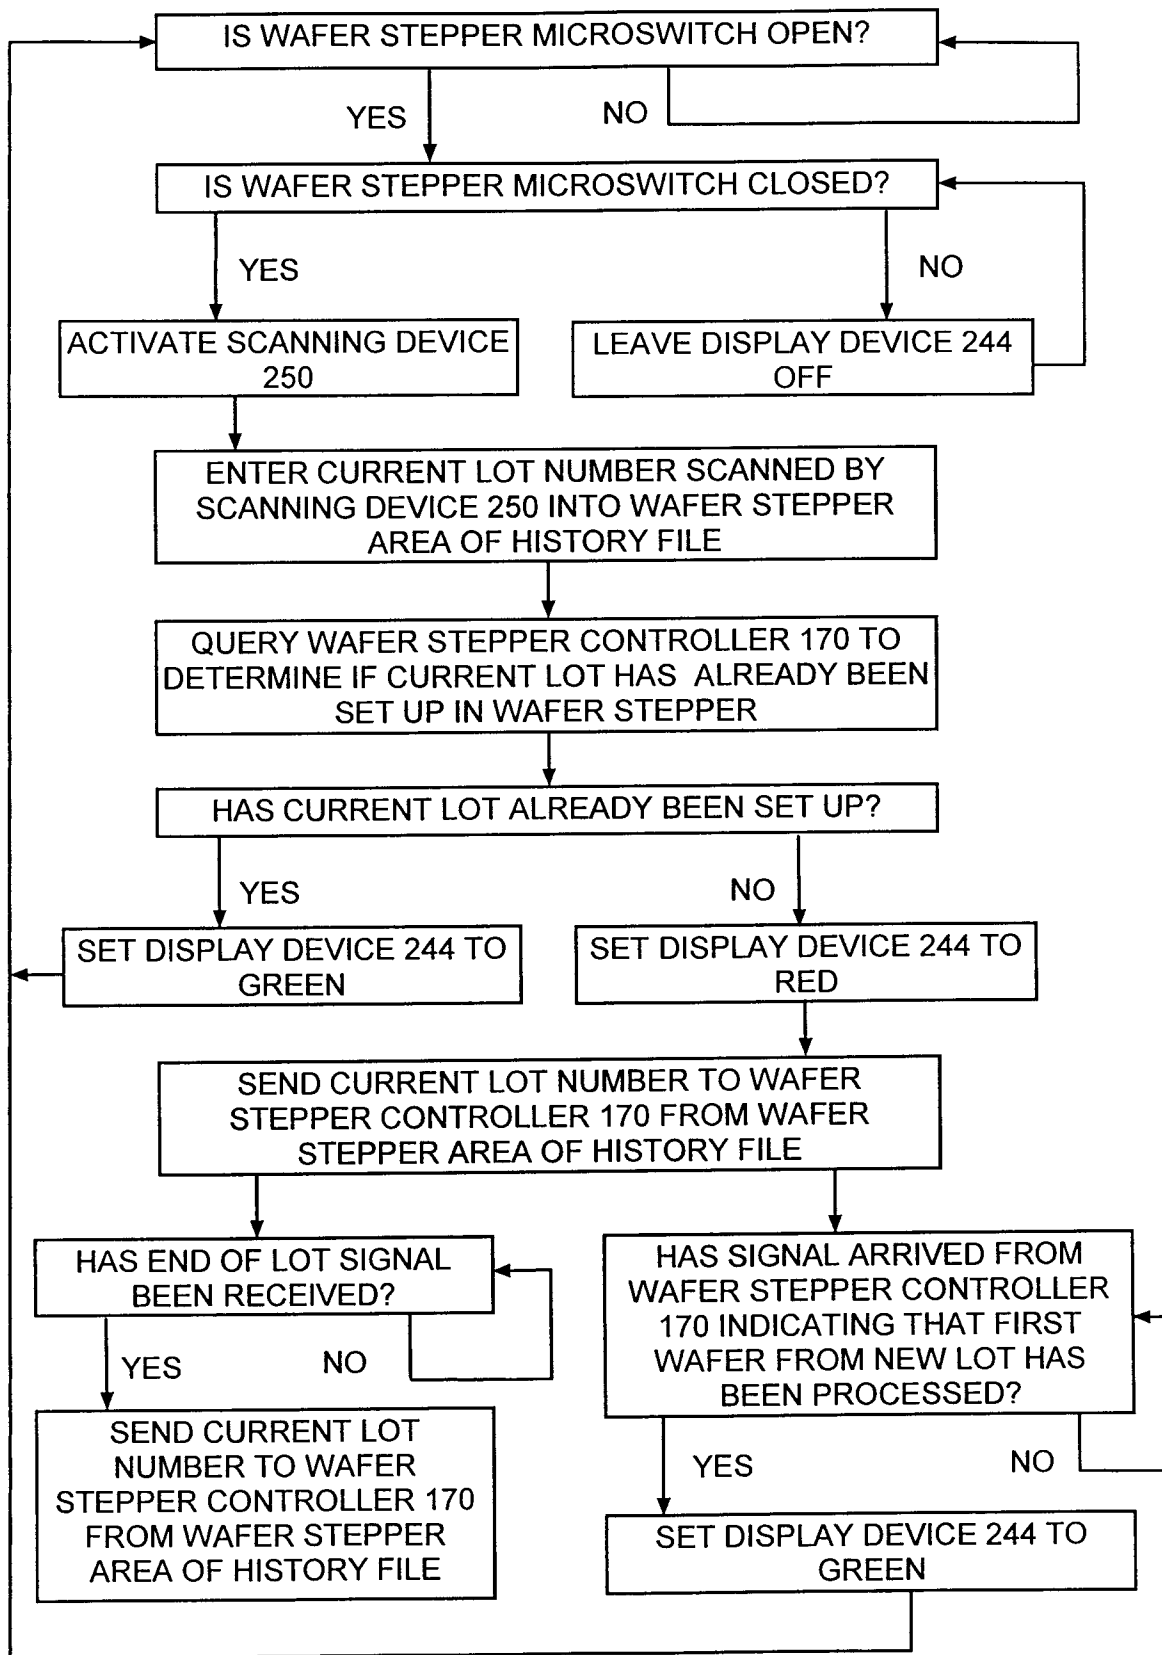 IS WAFER STEPPER MICROSWITCH OPEN?
YES
NO
IS WAFER STEPPER MICROSWITCH CLOSED?
YES
NO
ACTIVATE SCANNING DEVICE
250
LEAVE DISPLAY DEVICE 244
OFF
ENTER CURRENT LOT NUMBER SCANNED BY
SCANNING DEVICE 250 INTO WAFER STEPPER
AREA OF HISTORY FILE
QUERY WAFER STEPPER CONTROLLER 170 TO
DETERMINE IF CURRENT LOT HAS ALREADY BEEN
SET UP IN WAFER STEPPER
HAS CURRENT LOT ALREADY BEEN SET UP?
YES
NO
SET DISPLAY DEVICE 244 TO
GREEN
SET DISPLAY DEVICE 244 TO
RED
SEND CURRENT LOT NUMBER TO WAFER
STEPPER CONTROLLER 170 FROM WAFER
STEPPER AREA OF HISTORY FILE
HAS END OF LOT SIGNAL
BEEN RECEIVED?
YES
NO
SEND CURRENT LOT
NUMBER TO WAFER
STEPPER CONTROLLER 170
FROM WAFER STEPPER
AREA OF HISTORY FILE
HAS SIGNAL ARRIVED FROM
WAFER STEPPER CONTROLLER
170 INDICATING THAT FIRST
WAFER FROM NEW LOT HAS
BEEN PROCESSED?
YES
NO
SET DISPLAY DEVICE 244 TO
GREEN